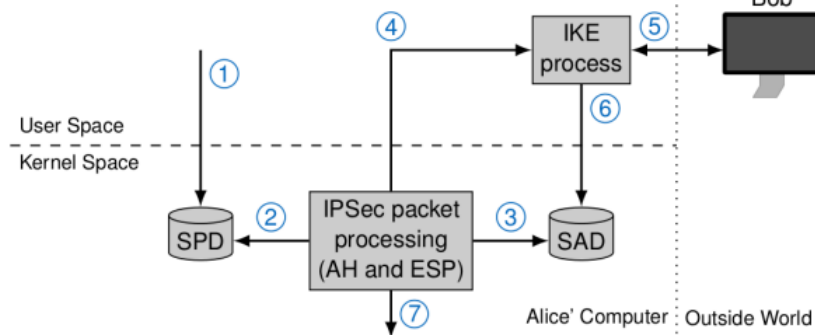 Bob
④
IKE
process
⑤
①
⑥
User Space
Kernel Space
SPD
②
IPSec packet
processing
(AH and ESP)
③
SAD
⑦
Alice' Computer
Outside World